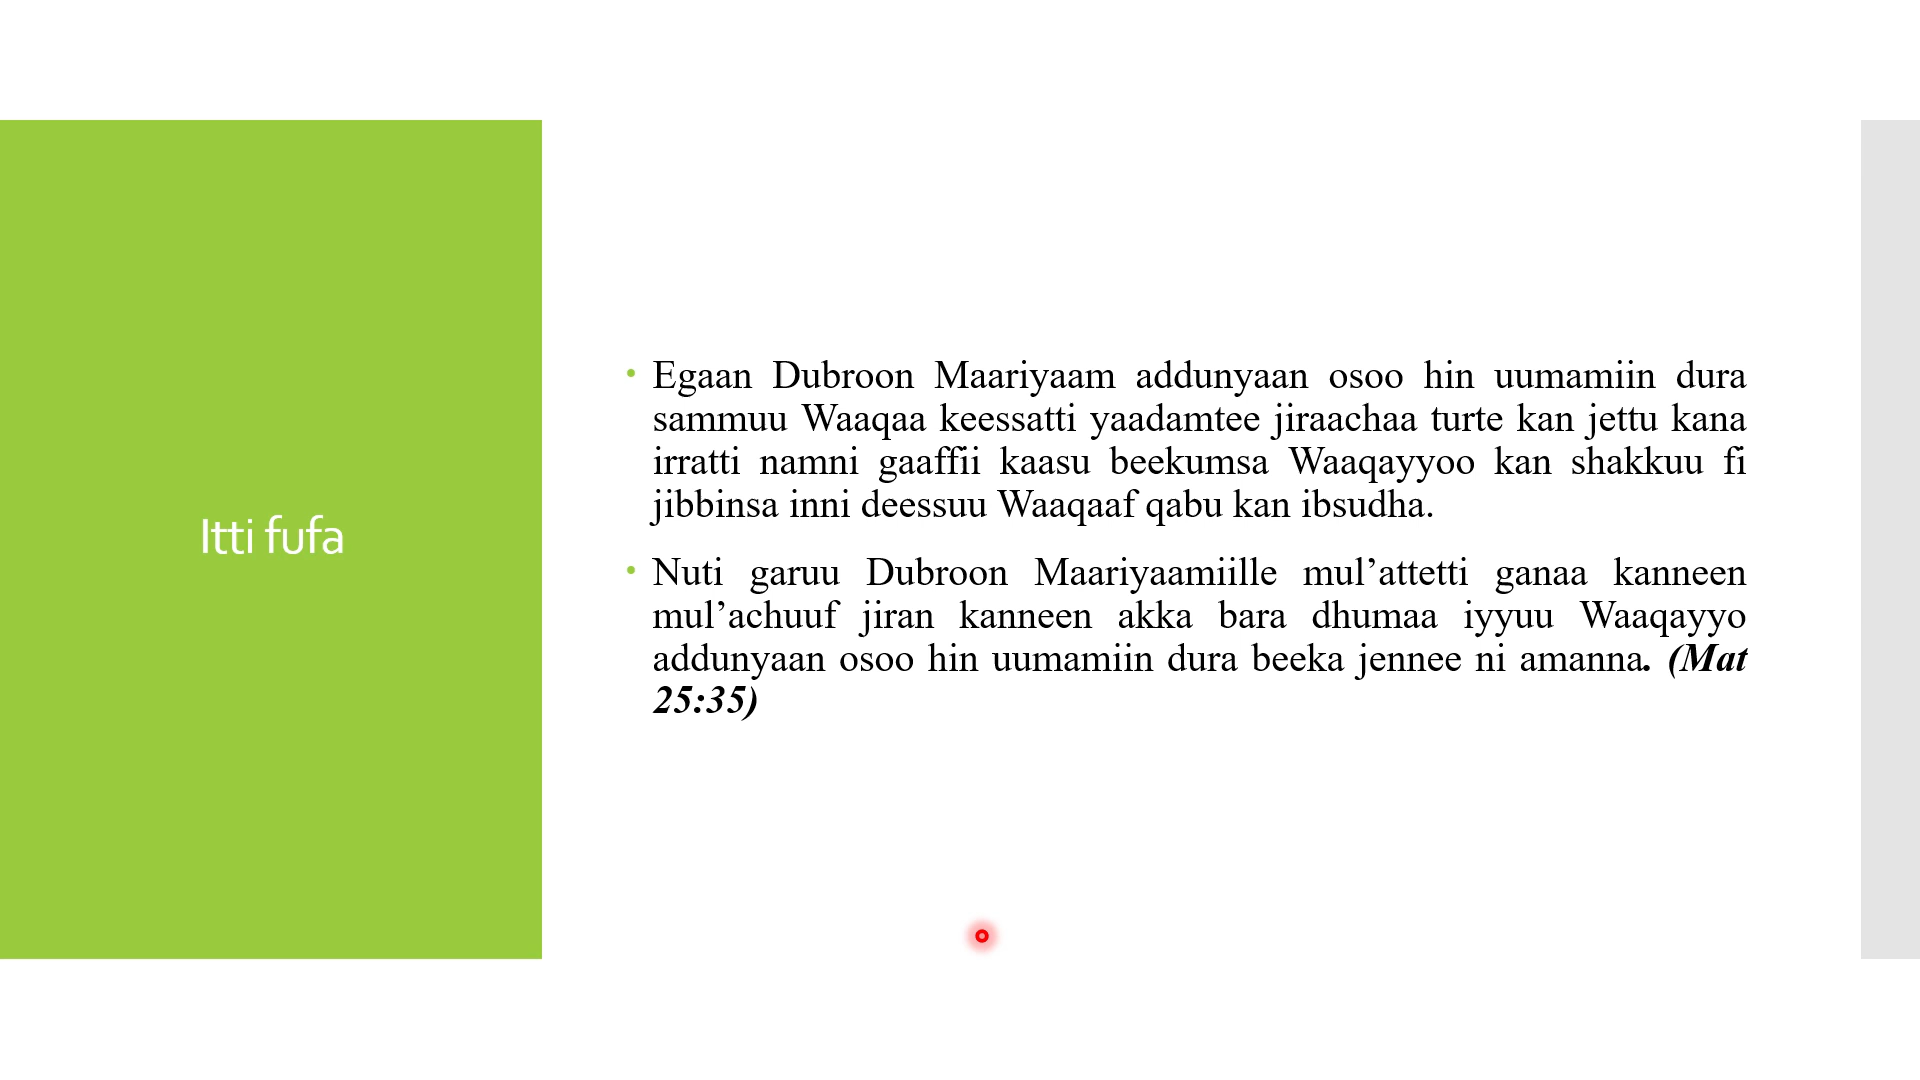 Itti fufa
• Egaan Dubroon Maariyaam addunyaan osoo hin uumamiin dura
sammuu Waaqaa keessatti yaadamtee jiraachaa turte kan jettu kana
irratti namni gaaffii kaasu beekumsa Waaqayyoo kan shakkuu fi
jibbinsa inni deessuu Waaqaaf qabu kan ibsudha.
• Nuti garuu Dubroon Maariyaamiille mul’attetti ganaa kanneen
mul’achuuf jiran kanneen akka bara dhumaa iyyuu Waaqayyo
addunyaan osoo hin uumamiin dura beeka jennee ni amanna. (Mat
25:35)